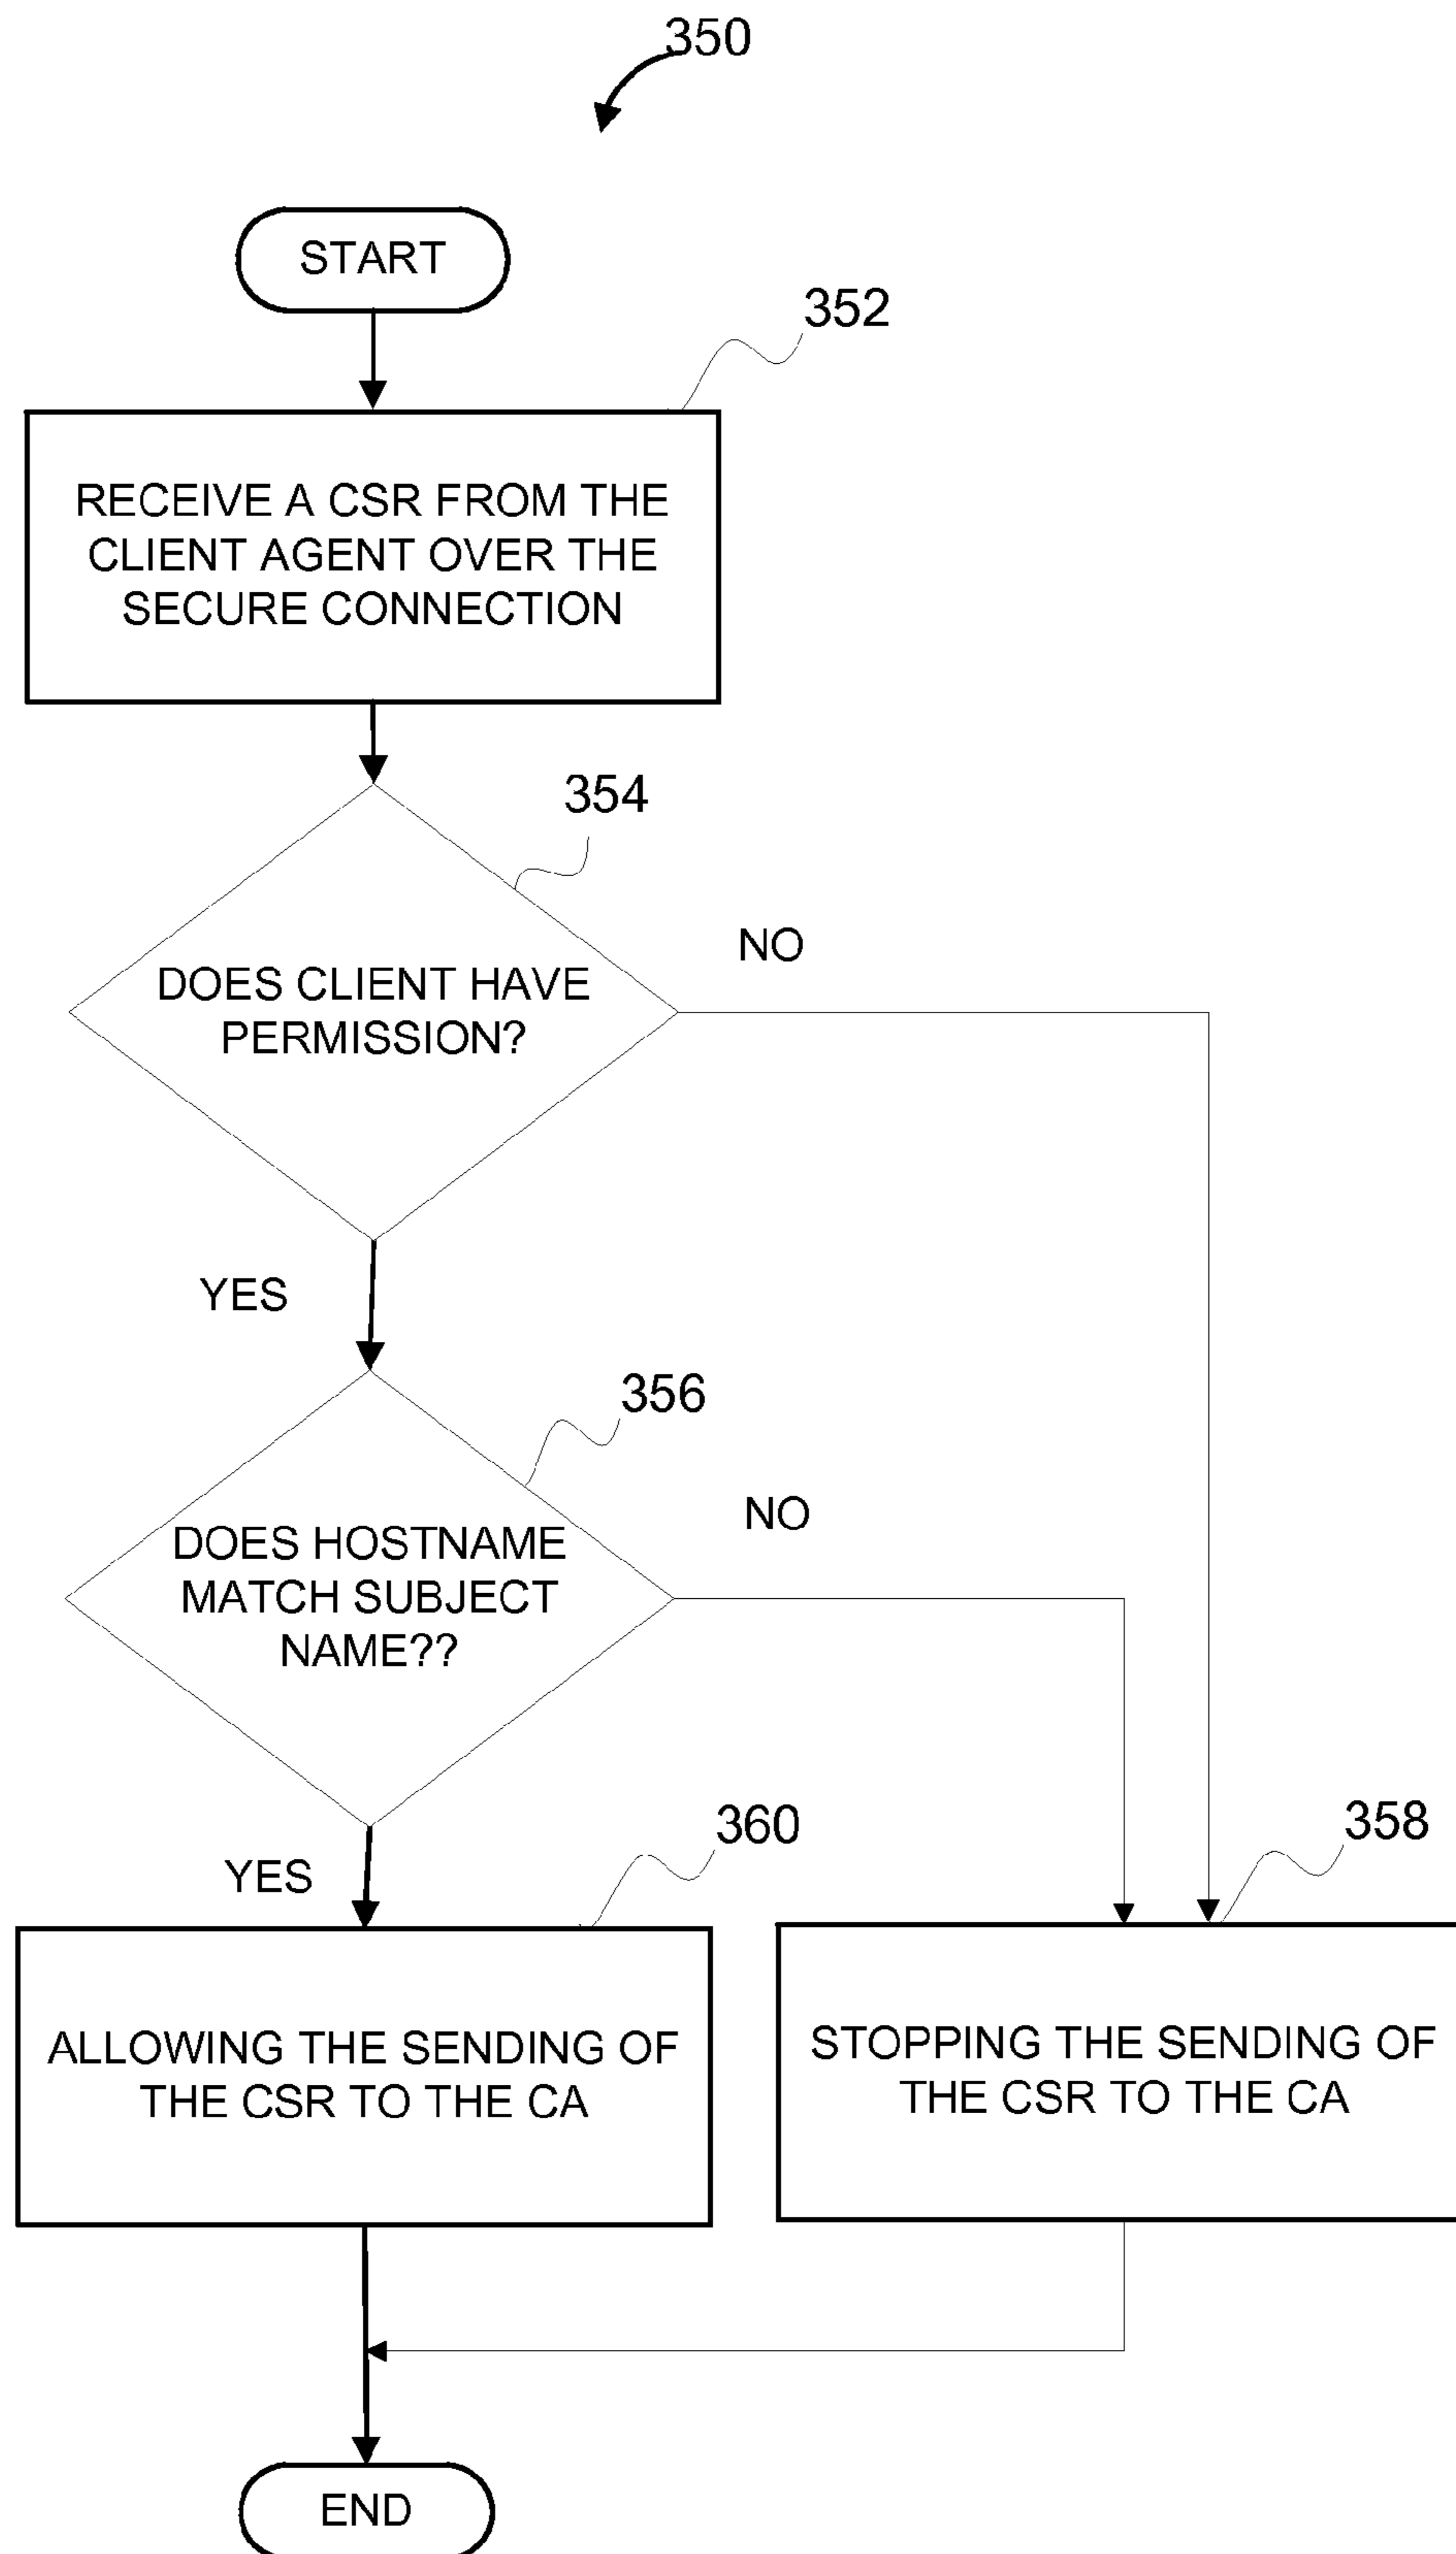 350
START
352
RECEIVE A CSR FROM THE
CLIENT AGENT OVER THE
SECURE CONNECTION
354
NO
DOES CLIENT HAVE
PERMISSION?
YES
356
NO
DOES HOSTNAME
MATCH SUBJECT
NAME??
YES
360
358
ALLOWING THE SENDING OF
THE CSR TO THE CA
STOPPING THE SENDING OF
THE CSR TO THE CA
END